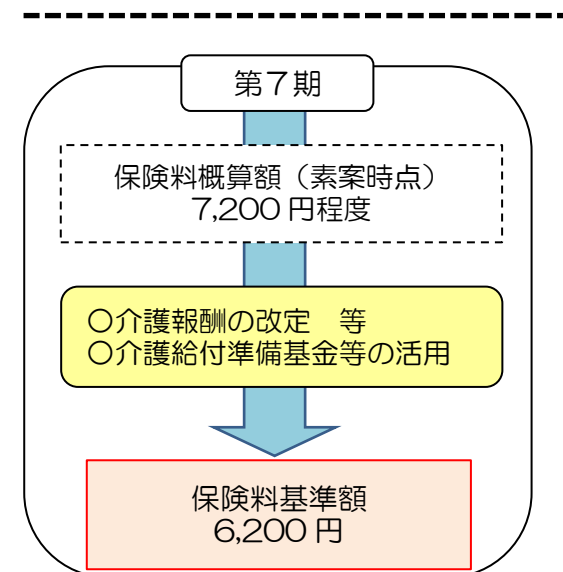 第７期
保険料概算額（素案時点）
7,200 円程度
〇介護報酬の改定　等
〇介護給付準備基金等の活用
保険料基準額
6,200 円